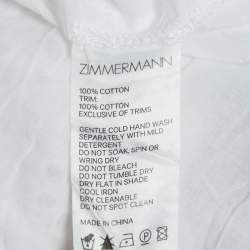 ZIMMERMANN
100% COTTON
TRIM:
100% COTTON
EXCLUSIVE OF TRIMS
GENTLE COLD HAND WASH
SEPARATELY WITH MILD
DETERGENT
DO NOT SOAK, SPIN OR
WRING DRY
DO NOT BLEACH
DO NOT TUMBLE DRY
DRY FLAT IN SHADE
COOL IRON
DRY CLEANABLE
DO NOT SPOT CLEAN
MADE IN CHINA